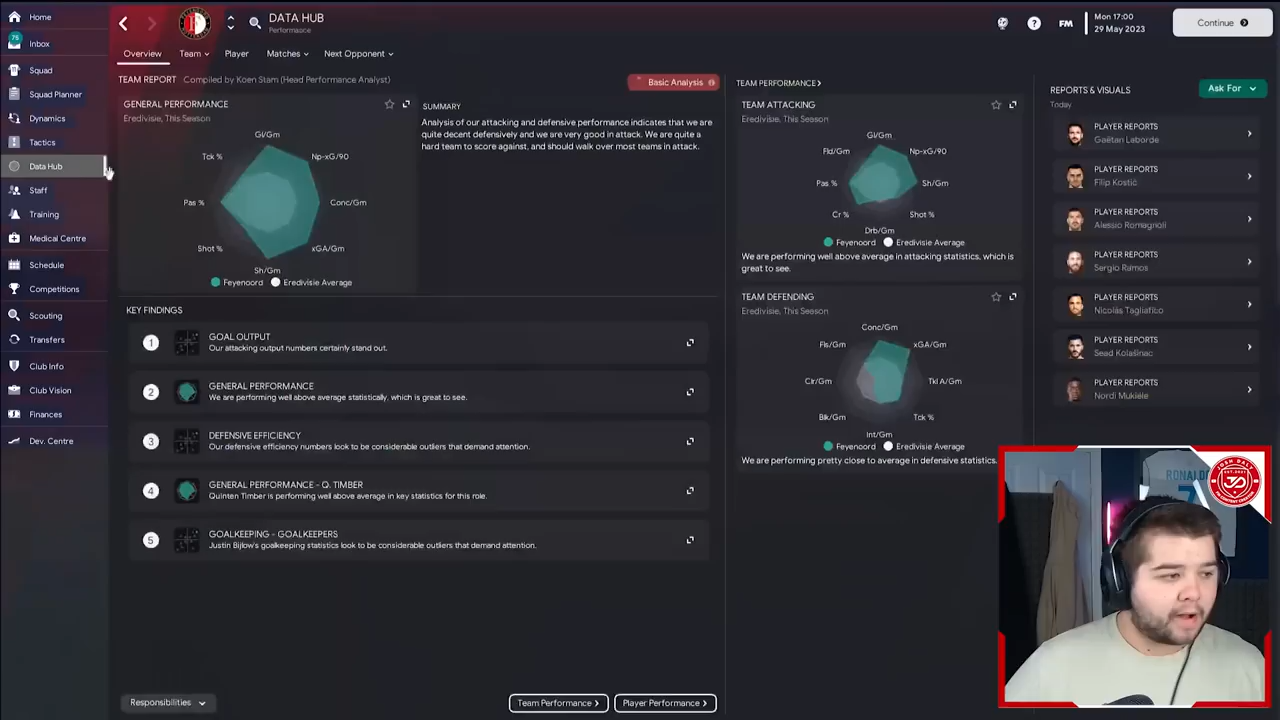 Home
75
Inbox
Squad
Squad Planner
Dynamics
Tactics
Data Hub
Staff
Training
Medical Centre
Schedule
Competitions
Scouting
Transfers
Club Info
Club Vision
Finances
Dev. Centre
DATA HUB
Performance
FM
Mon 17:00
29 May 2023
Continue
Overview
Team
Player
Matches
Next Opponent
TEAM REPORT Compiled by Koen Stam (Head Performance Analyst)
Basic Analysis
GENERAL PERFORMANCE
Eredivisie, This Season
Gl/Gm
Tck %
Np-xG/90
Pas %
Conc/Gm
Shot %
xGA/Gm
Sh/Gm
Feyenoord
Eredivisie Average
SUMMARY
Analysis of our attacking and defensive performance indicates that we are
quite decent defensively and we are very good in attack. We are quite a
hard team to score against, and should walk over most teams in attack.
KEY FINDINGS
1
GOAL OUTPUT
Our attacking output numbers certainly stand out.
2
GENERAL PERFORMANCE
We are performing well above average statistically, which is great to see.
3
DEFENSIVE EFFICIENCY
Our defensive efficiency numbers look to be considerable outliers that demand attention.
4
GENERAL PERFORMANCE - Q. TIMBER
Quinten Timber is performing well above average in key statistics for this role.
5
GOALKEEPING - GOALKEEPERS
Justin Bijlow's goalkeeping statistics look to be considerable outliers that demand attention.
Responsibilities
Team Performance
Player Performance
TEAM PERFORMANCE
TEAM ATTACKING
Eredivisie, This Season
Gl/Gm
Fld/Gm
Np-xG/90
Pas %
Sh/Gm
Cr %
Shot %
Drb/Gm
Feyenoord
Eredivisie Average
We are performing well above average in attacking statistics, which is
great to see.
TEAM DEFENDING
Eredivisie, This Season
Conc/Gm
Fls/Gm
xGA/Gm
Clr/Gm
Tkl A/Gm
Blk/Gm
Tck %
Int/Gm
Feyenoord
Eredivisie Average
We are performing pretty close to average in defensive statistics.
REPORTS & VISUALS
Today
Ask For
PLAYER REPORTS
Gaëtan Laborde
PLAYER REPORTS
Filip Kostić
PLAYER REPORTS
Alessio Romagnoli
PLAYER REPORTS
Sergio Ramos
PLAYER REPORTS
Nicolás Tagliafico
PLAYER REPORTS
Sead Kolašinac
PLAYER REPORTS
Nordi Mukiele
RONALDO
7
JOSH DALY
JD